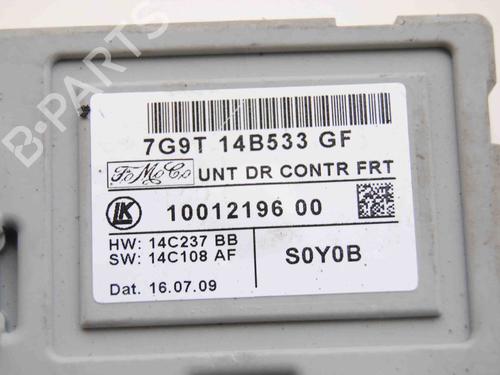 7G9T 14B533 GF
FoMoCo UNT DR CONTR FRT
LK 10012196 00
HW: 14C237 BB
SW: 14C108 AF
S0Y0B
Dat. 16.07.09
B-PARTS